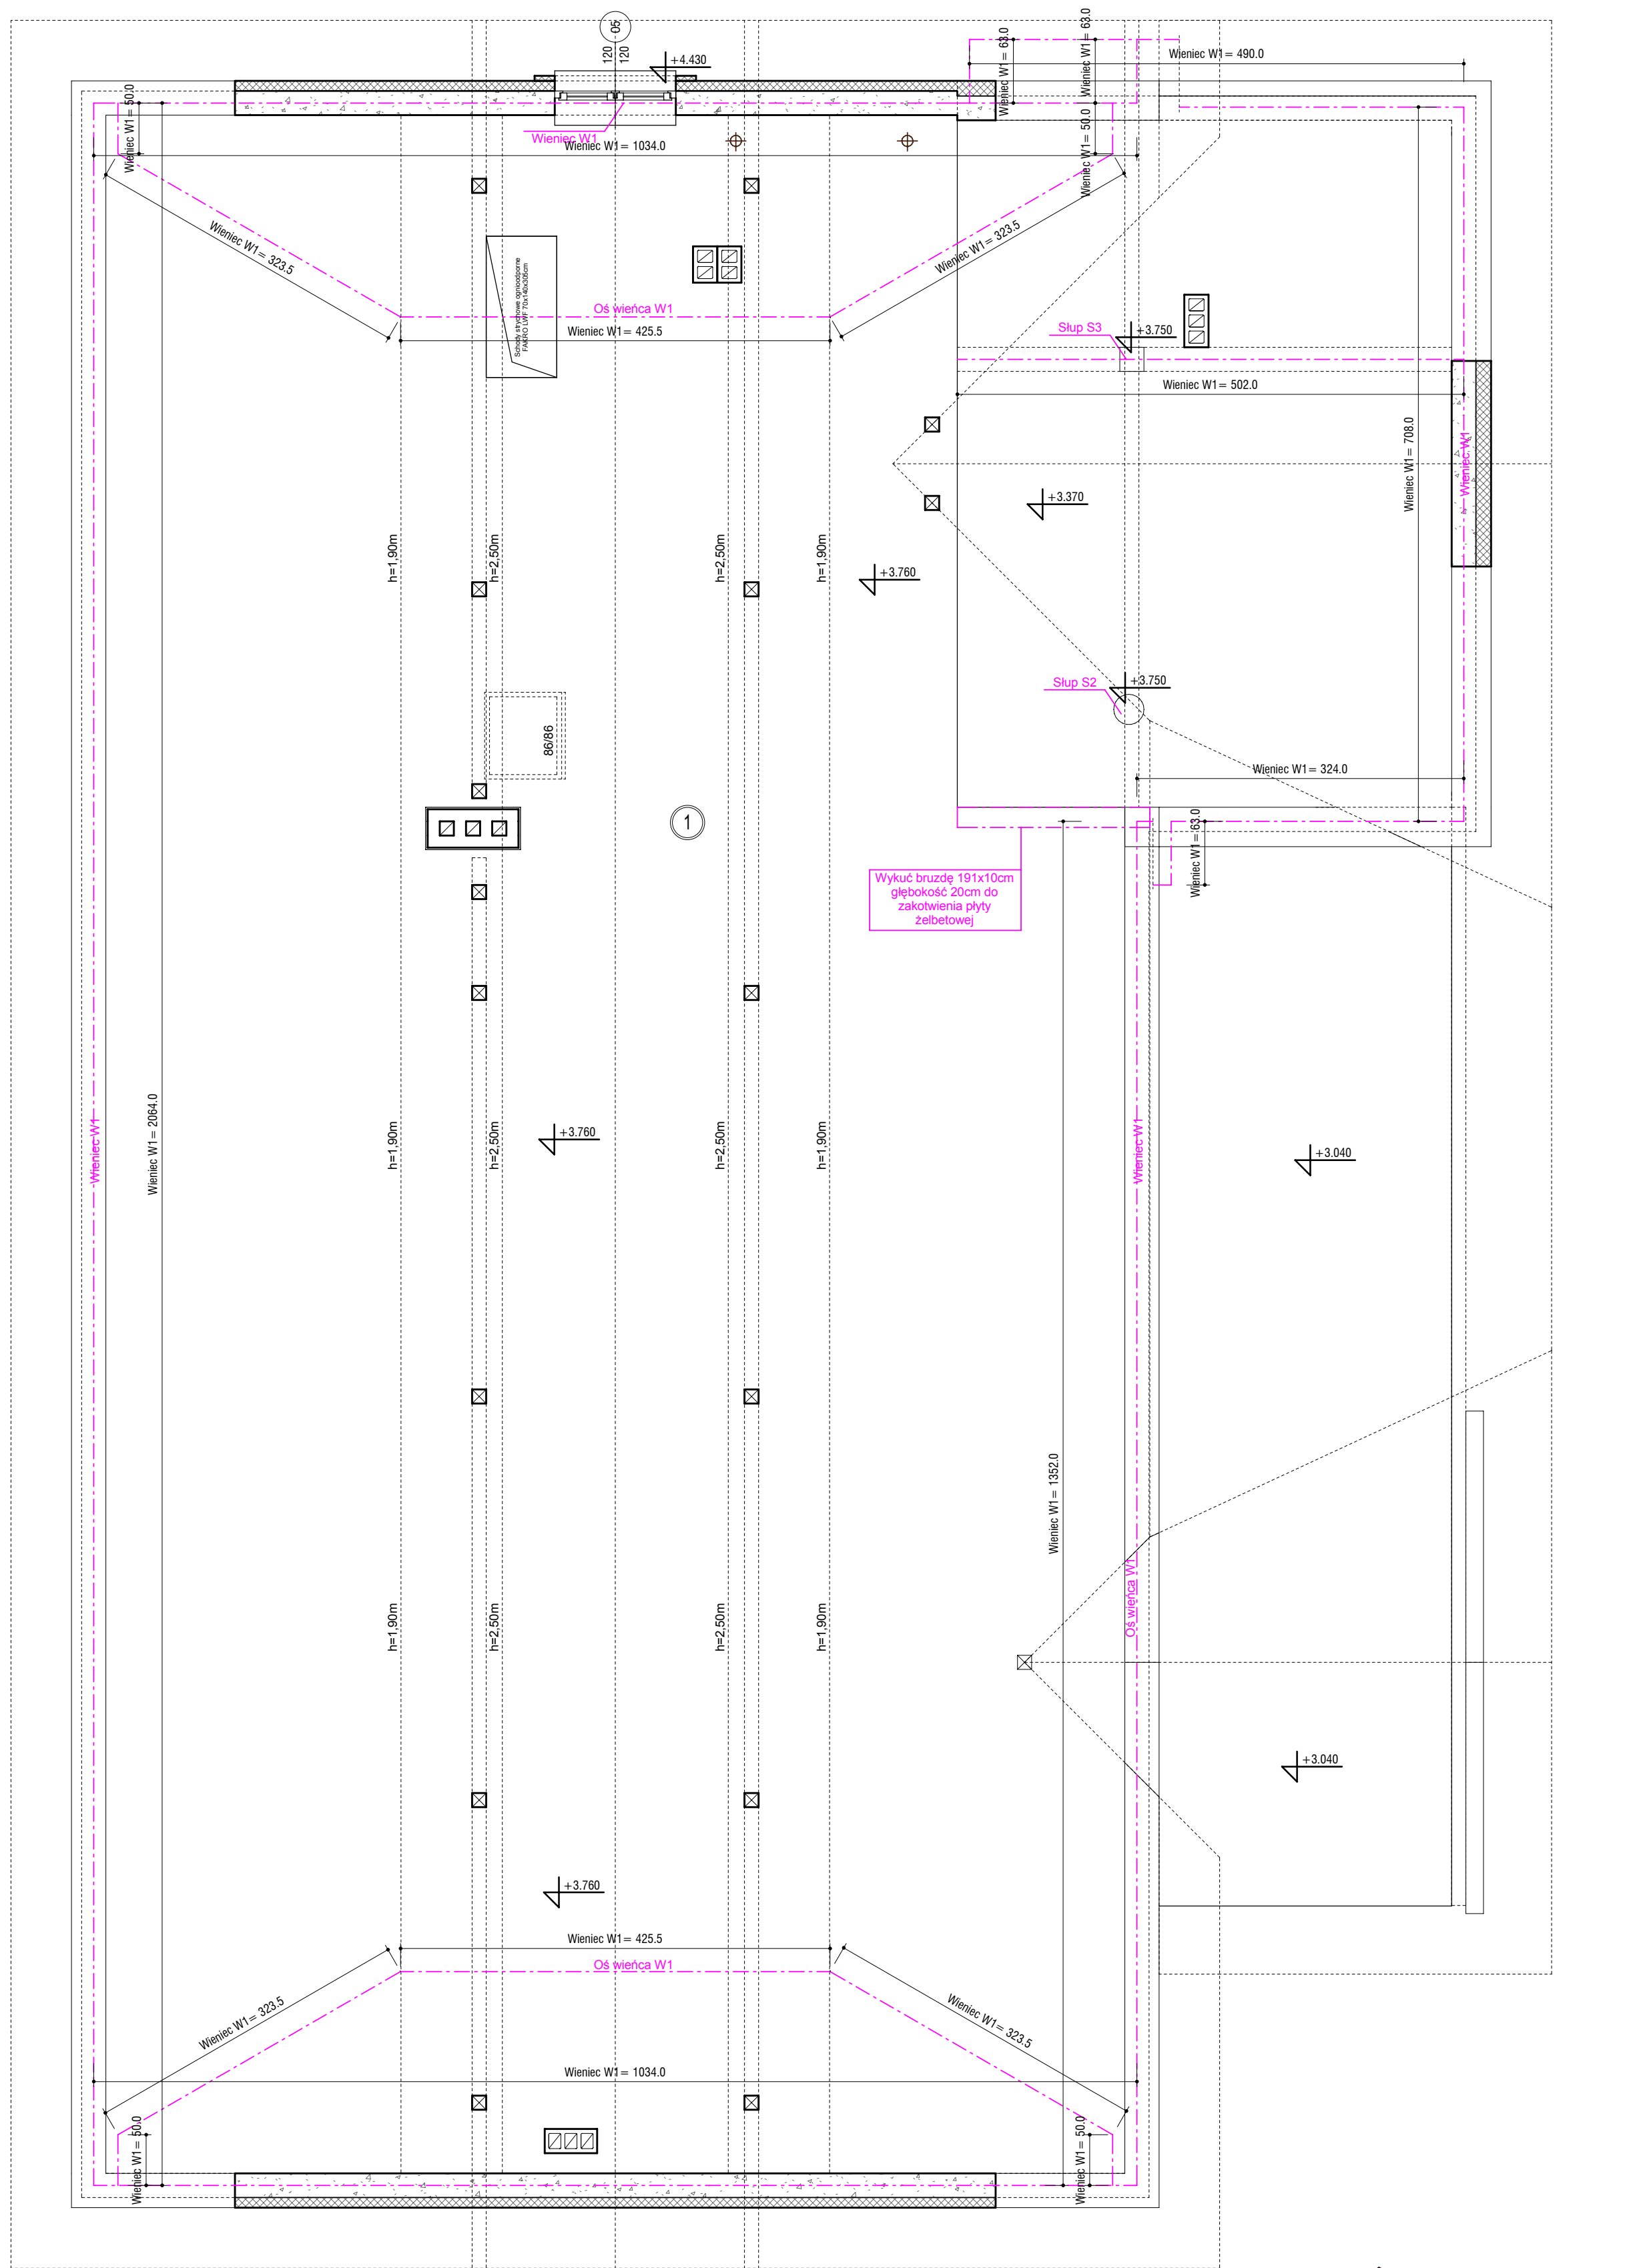 05
120
120
+4.430
Wieniec W1= 63.0
Wieniec W1= 63.0
Wieniec W1= 490.0
Wieniec W1= 50.0
Wieniec W1
Wieniec W1= 1034.0
Wieniec W1= 50.0
Wieniec W1= 323.5
Wieniec W1= 323.5
Schody strychowe ognioodporne
FAKRO LWF 70x140x305cm
Oś wieńca W1
Wieniec W1= 425.5
Słup S3
+3.750
Wieniec W1= 502.0
Wieniec W1= 708.0
Wieniec W1
+3.370
h=1,90m
h=2,50m
h=2,50m
h=1,90m
+3.760
Słup S2
+3.750
86/86
Wieniec W1= 324.0
1
Wieniec W1= 63.0
Wykuć bruzdę 191x10cm
głębokość 20cm do
zakotwienia płyty
żelbetowej
Wieniec W1
Wieniec W1= 2064.0
h=1,90m
h=2,50m
+3.760
h=2,50m
h=1,90m
Wieniec W1
+3.040
Wieniec W1= 1352.0
Oś wieńca W1
h=1,90m
h=2,50m
h=2,50m
h=1,90m
+3.040
+3.760
Wieniec W1= 425.5
Oś wieńca W1
Wieniec W1= 323.5
Wieniec W1= 323.5
Wieniec W1= 1034.0
Wieniec W1= 50.0
Wieniec W1= 50.0